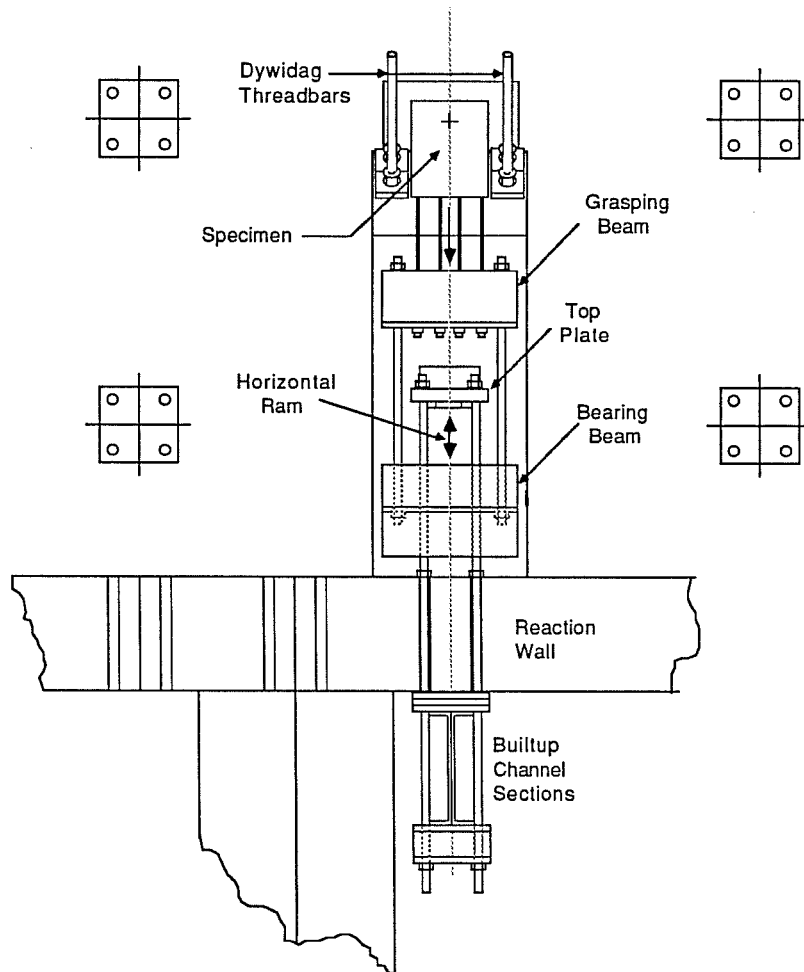 Dywidag
Threadbars
Grasping
Beam
Specimen
Top
Plate
Horizontal
Ram
Bearing
Beam
Reaction
Wall
Builtup
Channel
Sections